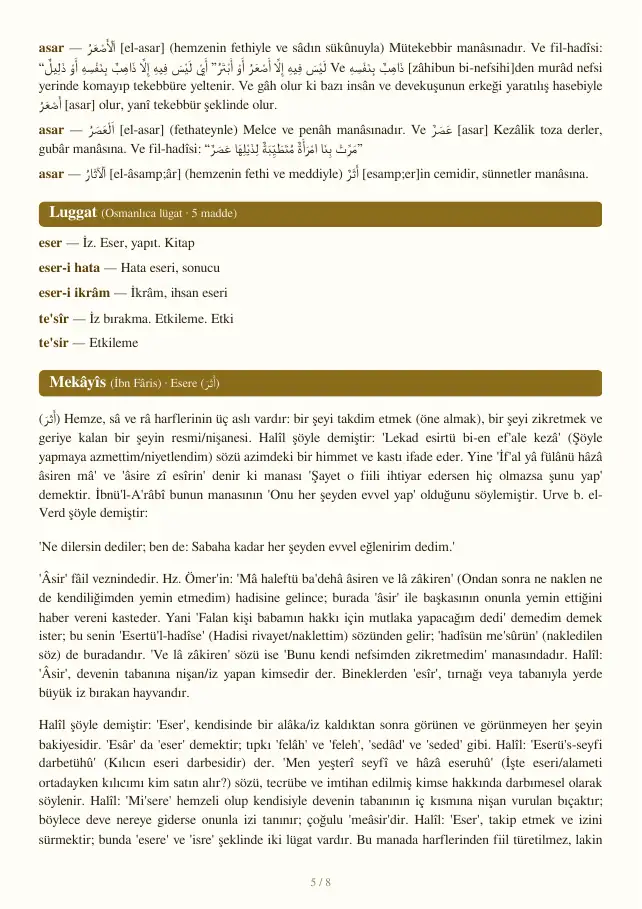 asar — اَلْأَصْعَرُ [el-asar] (hemzenin fethiyle ve sâdın sükûnuyla) Mütekebbir manâsınadır. Ve fil-hadîsi:
“لَيْسَ فِيهِ إِلَّا أَصْعَرُ أَوْ أَبْتَرُ” أَيْ لَيْسَ فِيهِ إِلَّا ذَاهِبٌ بِنَفْسِهِ أَوْ ذَلِيلٌ Ve ذَاهِبٌ بِنَفْسِهِ [zâhibun bi-nefsihi]den murâd nefsi
yerinde komayıp tekebbüre yeltenir. Ve gâh olur ki bazı insân ve devekuşunun erkeği yaratılış hasebiyle
أَصْعَرُ [asar] olur, yanî tekebbür şeklinde olur.
asar — اَلْعَصَرُ [el-asar] (fethateynle) Melce ve penâh manâsınadır. Ve عَصَرٌ [asar] Kezâlik toza derler,
gubâr manâsına. Ve fil-hadîsi: “مَرَّتْ بِنَا امْرَأَةٌ مُتَطَيِّبَةٌ لِذَيْلِهَا عَصَرٌ”
asar — اَلْآثَارُ [el-âsamp;âr] (hemzenin fethi ve meddiyle) أَثَرٌ [esamp;er]in cemidir, sünnetler manâsına.
Luggat (Osmanlıca lügat · 5 madde)
eser — İz. Eser, yapıt. Kitap
eser-i hata — Hata eseri, sonucu
eser-i ikrâm — İkrâm, ihsan eseri
te'sîr — İz bırakma. Etkileme. Etki
te'sir — Etkileme
Mekâyîs (İbn Fâris) · Esere (أَثَرَ)
(أَثَرَ) Hemze, sâ ve râ harflerinin üç aslı vardır: bir şeyi takdim etmek (öne almak), bir şeyi zikretmek ve
geriye kalan bir şeyin resmi/nişanesi. Halîl şöyle demiştir: 'Lekad esirtü bi-en ef'ale kezâ' (Şöyle
yapmaya azmettim/niyetlendim) sözü azimdeki bir himmet ve kastı ifade eder. Yine 'İf'al yâ fülânü hâzâ
âsiren mâ' ve 'âsire zî esîrin' denir ki manası 'Şayet o fiili ihtiyar edersen hiç olmazsa şunu yap'
demektir. İbnü'l-A'râbî bunun manasının 'Onu her şeyden evvel yap' olduğunu söylemiştir. Urve b. el-
Verd şöyle demiştir:
'Ne dilersin dediler; ben de: Sabaha kadar her şeyden evvel eğlenirim dedim.'
'Âsir' fâil veznindedir. Hz. Ömer'in: 'Mâ haleftü ba'dehâ âsiren ve lâ zâkiren' (Ondan sonra ne naklen ne
de kendiliğimden yemin etmedim) hadisine gelince; burada 'âsir' ile başkasının onunla yemin ettiğini
haber vereni kasteder. Yani 'Falan kişi babamın hakkı için mutlaka yapacağım dedi' demedim demek
ister; bu senin 'Esertü'l-hadîse' (Hadisi rivayet/naklettim) sözünden gelir; 'hadîsün me'sûrün' (nakledilen
söz) de buradandır. 'Ve lâ zâkiren' sözü ise 'Bunu kendi nefsimden zikretmedim' manasındadır. Halîl:
'Âsir', devenin tabanına nişan/iz yapan kimsedir der. Bineklerden 'esîr', tırnağı veya tabanıyla yerde
büyük iz bırakan hayvandır.
Halîl şöyle demiştir: 'Eser', kendisinde bir alâka/iz kaldıktan sonra görünen ve görünmeyen her şeyin
bakiyesidir. 'Esâr' da 'eser' demektir; tıpkı 'felâh' ve 'feleh', 'sedâd' ve 'seded' gibi. Halîl: 'Eserü's-seyfi
darbetühû' (Kılıcın eseri darbesidir) der. 'Men yeşterî seyfî ve hâzâ eseruhû' (İşte eseri/alameti
ortadayken kılıcımı kim satın alır?) sözü, tecrübe ve imtihan edilmiş kimse hakkında darbımesel olarak
söylenir. Halîl: 'Mi'sere' hemzeli olup kendisiyle devenin tabanının iç kısmına nişan vurulan bıçaktır;
böylece deve nereye giderse onunla izi tanınır; çoğulu 'meâsir'dir. Halîl: 'Eser', takip etmek ve izini
sürmektir; bunda 'esere' ve 'isre' şeklinde iki lügat vardır. Bu manada harflerinden fiil türetilmez, lakin
5 / 8